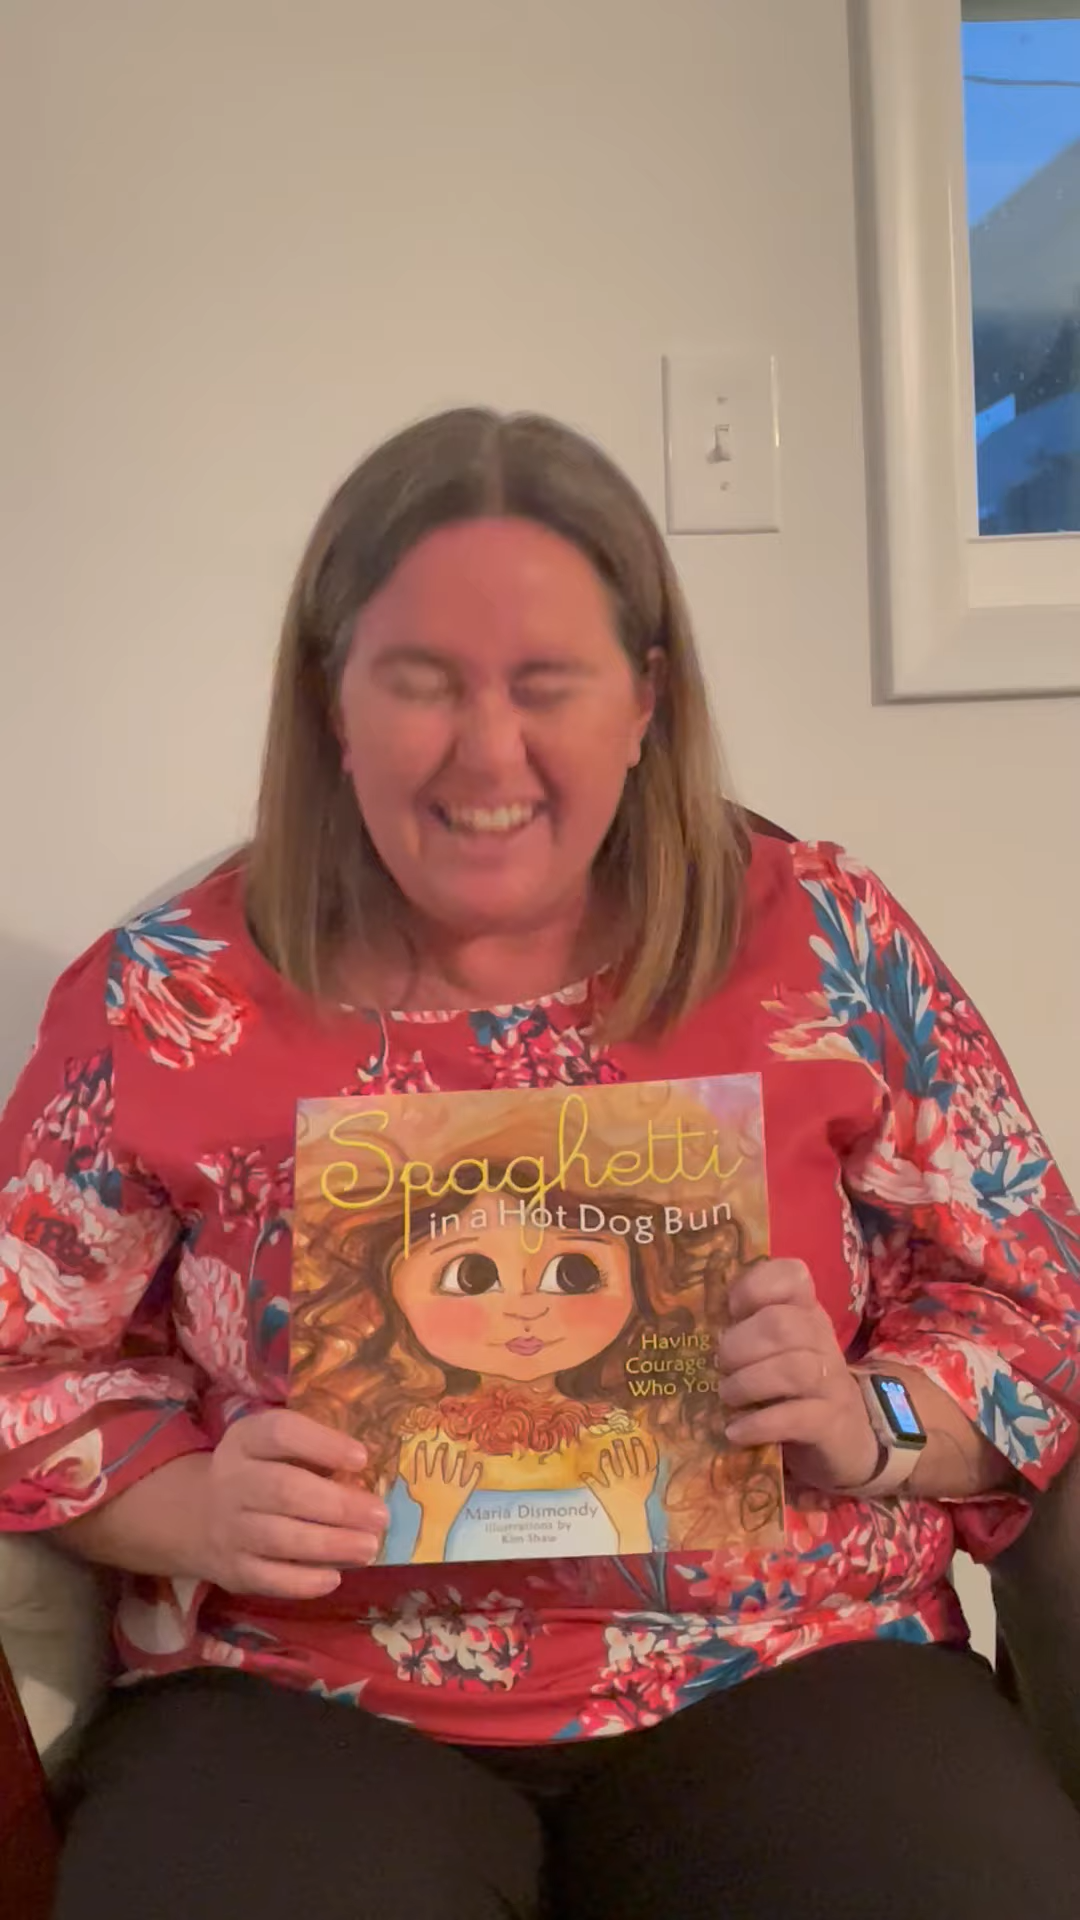 Spaghetti
in a Hot Dog Bun
Having
Courage
Who You
Maria Dismondy
Illustrations by
Kim Shaw